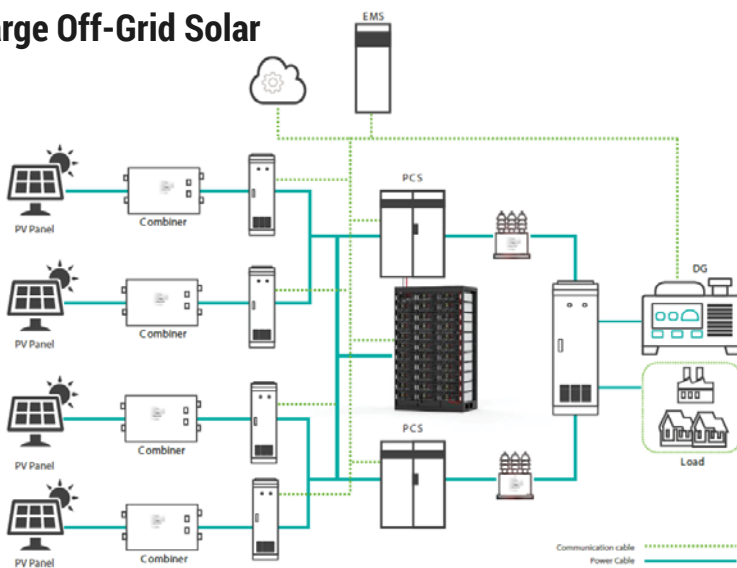 arge Off-Grid Solar
EMS
PCS
PV Panel
Combiner
DG
PV Panel
Combiner
PCS
Load
PV Panel
Combiner
PV Panel
Combiner
Communication cable
Power Cable